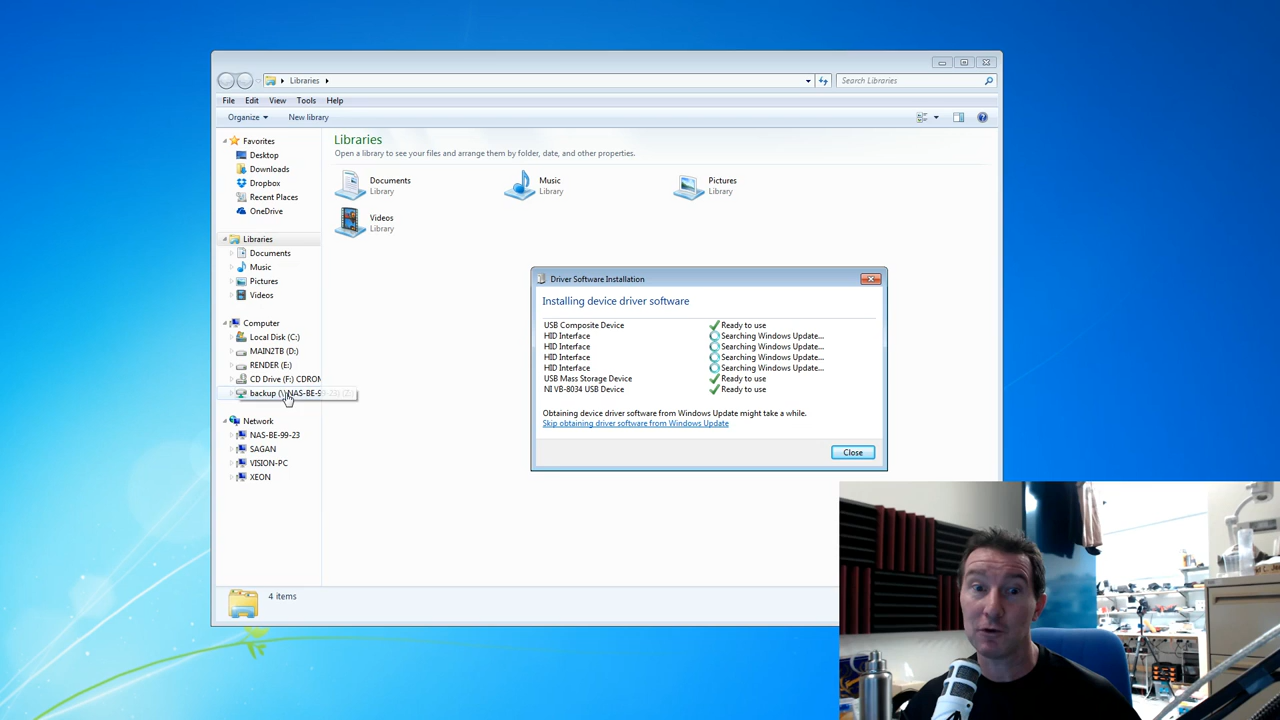 Libraries
Search Libraries
File Edit View Tools Help
Organize New library
Favorites
Desktop
Downloads
Dropbox
Recent Places
OneDrive
Libraries
Documents
Music
Pictures
Videos
Computer
Local Disk (C:)
MAIN2TB (D:)
RENDER (E:)
CD Drive (F:) CDROM
backup (\\NAS-BE-99-23) (Z:)
Network
NAS-BE-99-23
SAGAN
VISION-PC
XEON
Libraries
Open a library to see your files and arrange them by folder, date, and other properties.
Documents
Library
Music
Library
Pictures
Library
Videos
Library
Driver Software Installation
Installing device driver software
USB Composite Device Ready to use
HID Interface Searching Windows Update...
HID Interface Searching Windows Update...
HID Interface Searching Windows Update...
HID Interface Searching Windows Update...
USB Mass Storage Device Ready to use
NI VB-8034 USB Device Ready to use
Obtaining device driver software from Windows Update might take a while.
Skip obtaining driver software from Windows Update
Close
4 items